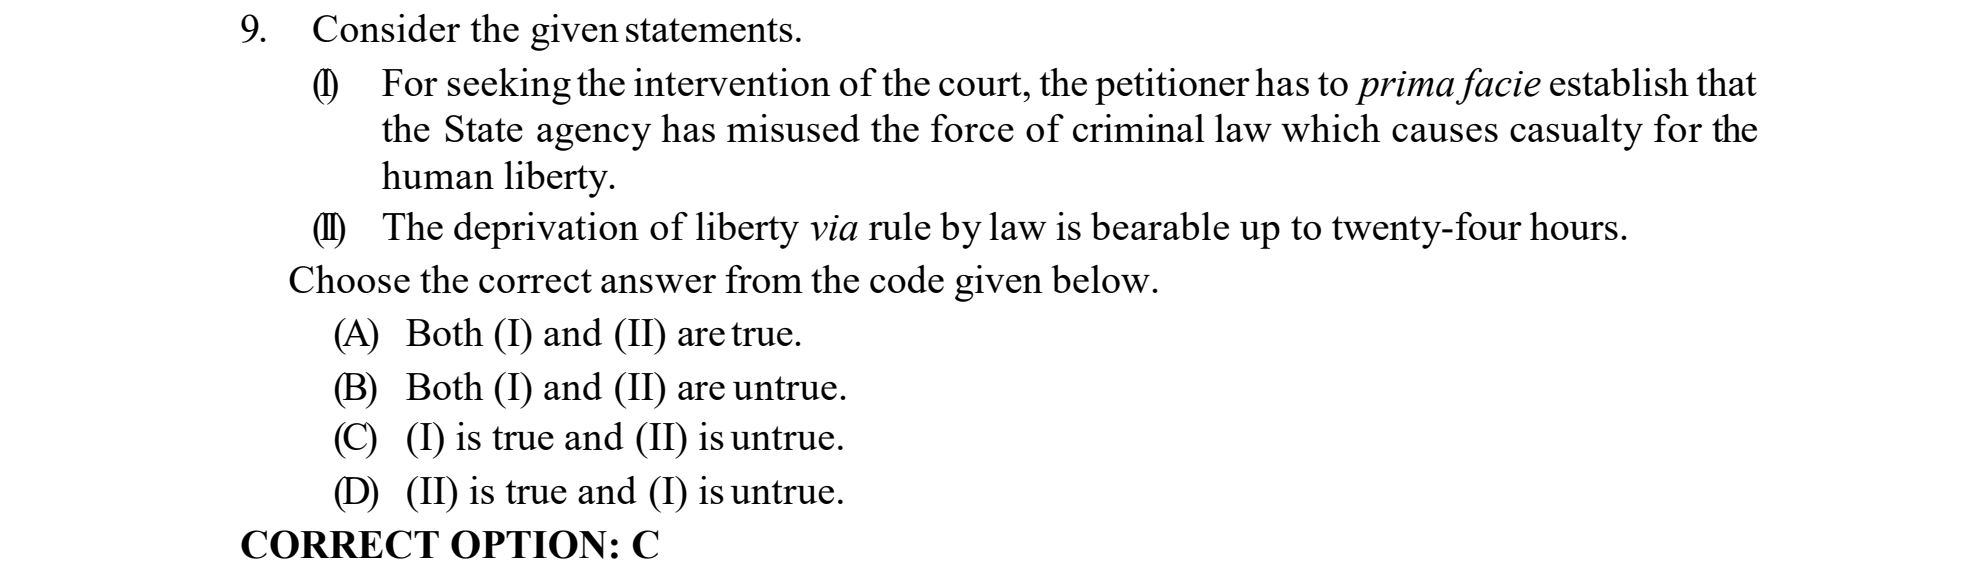 9. Consider the given statements.
(I) For seeking the intervention of the court, the petitioner has to prima facie establish that
the State agency has misused the force of criminal law which causes casualty for the
human liberty.
(II) The deprivation of liberty via rule by law is bearable up to twenty-four hours.
Choose the correct answer from the code given below.
(A) Both (I) and (II) are true.
(B) Both (I) and (II) are untrue.
(C) (I) is true and (II) is untrue.
(D) (II) is true and (I) is untrue.
CORRECT OPTION: C